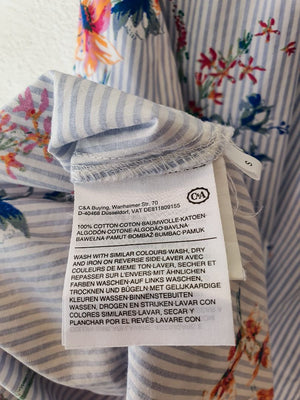 C&A Buying, Wanheimer Str. 70
D-40468 Düsseldorf, VAT DE811809155
C&A
S
100% COTTON-COTON-BAUMWOLLE-KATOEN-
ALGODÓN-COTONE-ALGODÃO-BAVLNA-
BAWEŁNA-PAMUT-BOMBAŽ-BUMBAC-PAMUK
WASH WITH SIMILAR COLOURS-WASH, DRY
AND IRON ON REVERSE SIDE-LAVER AVEC
COULEURS DE MEME TON-LAVER, SECHER ET
REPASSER SUR L'ENVERS-MIT ÄHNLICHEN
FARBEN WASCHEN-AUF LINKS WASCHEN,
TROCKNEN UND BÜGELN-MET GELIJKAARDIGE
KLEUREN WASSEN-BINNENSTEBUITEN
WASSEN, DROGEN EN STRIJKEN-LAVAR CON
COLORES SIMILAR-LAVAR, SECAR Y
PLANCHAR POR EL REVÉS-LAVARE CON